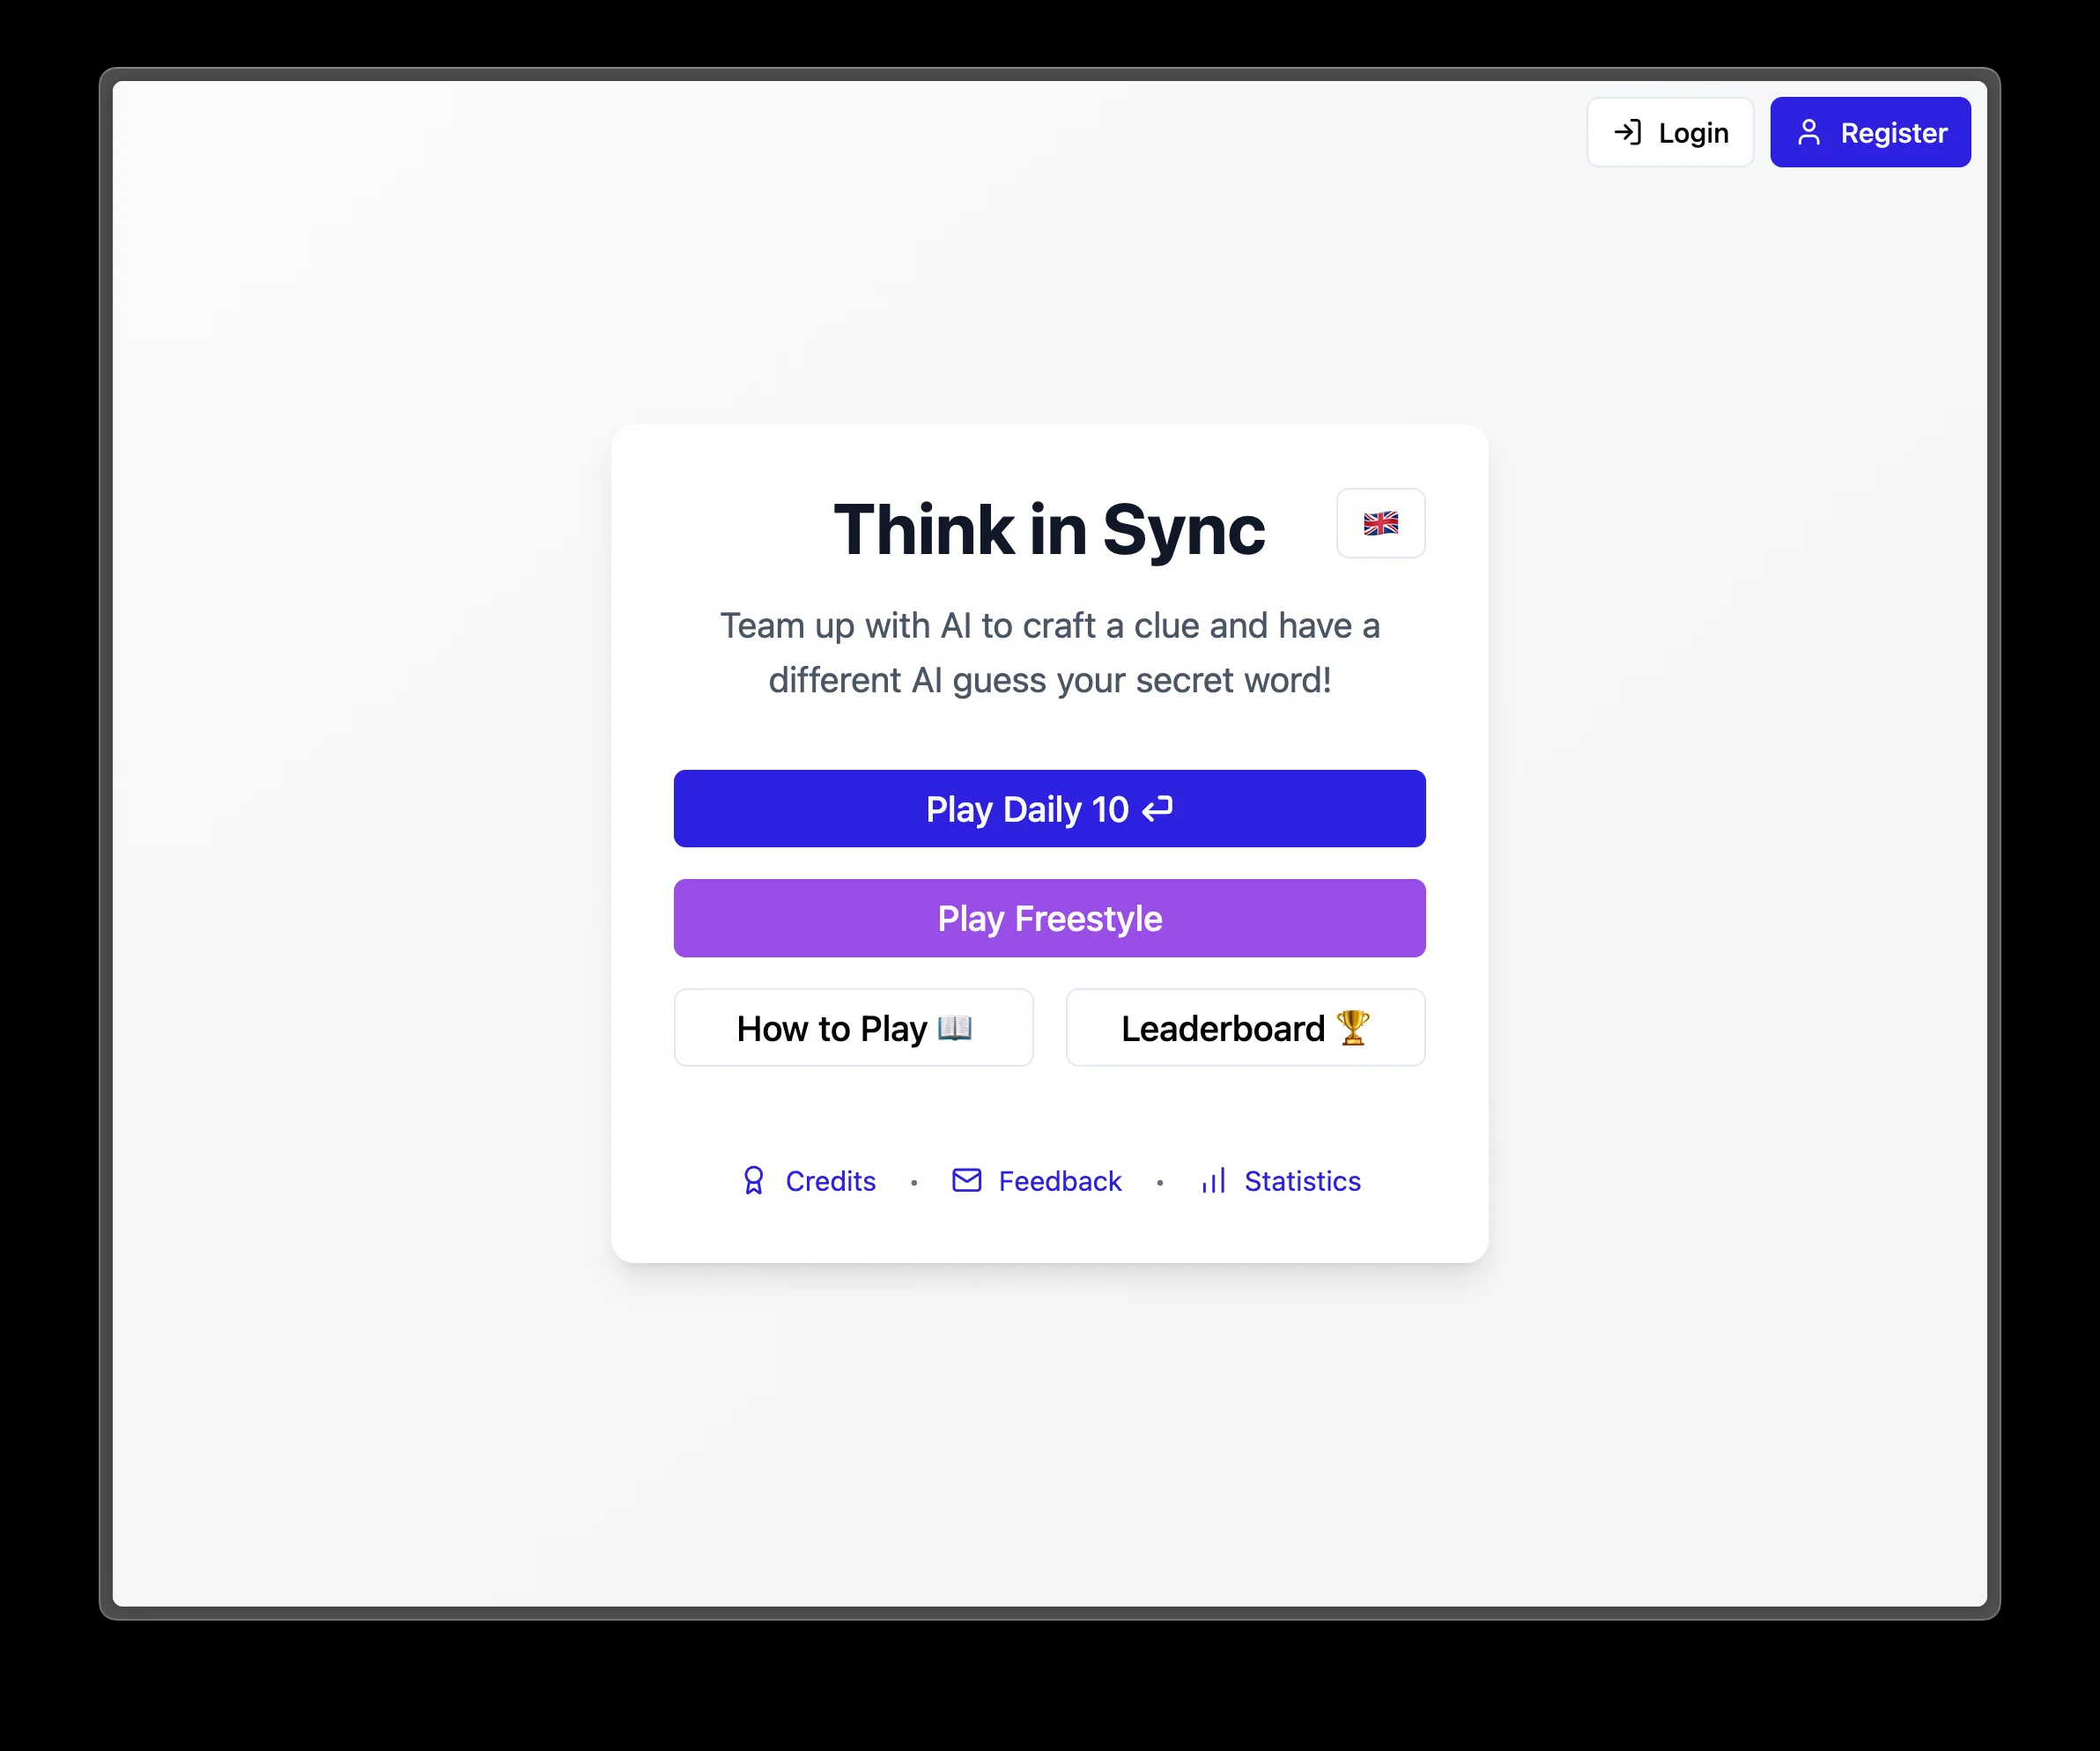 Login
Register
Think in Sync
Team up with AI to craft a clue and have a
different AI guess your secret word!
Play Daily 10
Play Freestyle
How to Play
Leaderboard
Credits • Feedback • Statistics